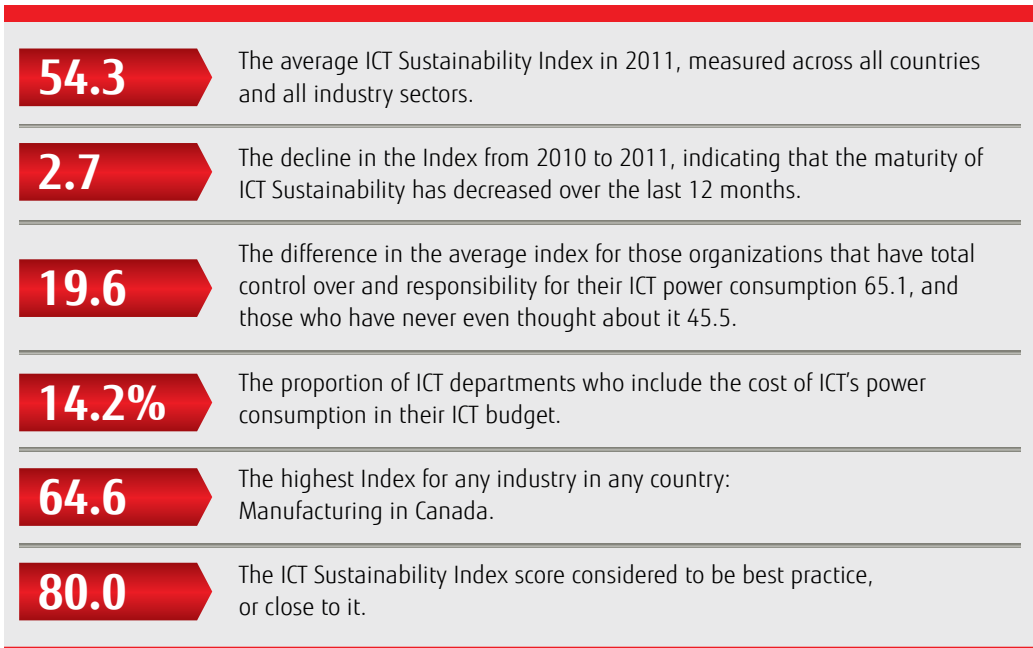 54.3
The average ICT Sustainability Index in 2011, measured across all countries
and all industry sectors.
2.7
The decline in the Index from 2010 to 2011, indicating that the maturity of
ICT Sustainability has decreased over the last 12 months.
19.6
The difference in the average index for those organizations that have total
control over and responsibility for their ICT power consumption 65.1, and
those who have never even thought about it 45.5.
14.2%
The proportion of ICT departments who include the cost of ICT’s power
consumption in their ICT budget.
64.6
The highest Index for any industry in any country:
Manufacturing in Canada.
80.0
The ICT Sustainability Index score considered to be best practice,
or close to it.